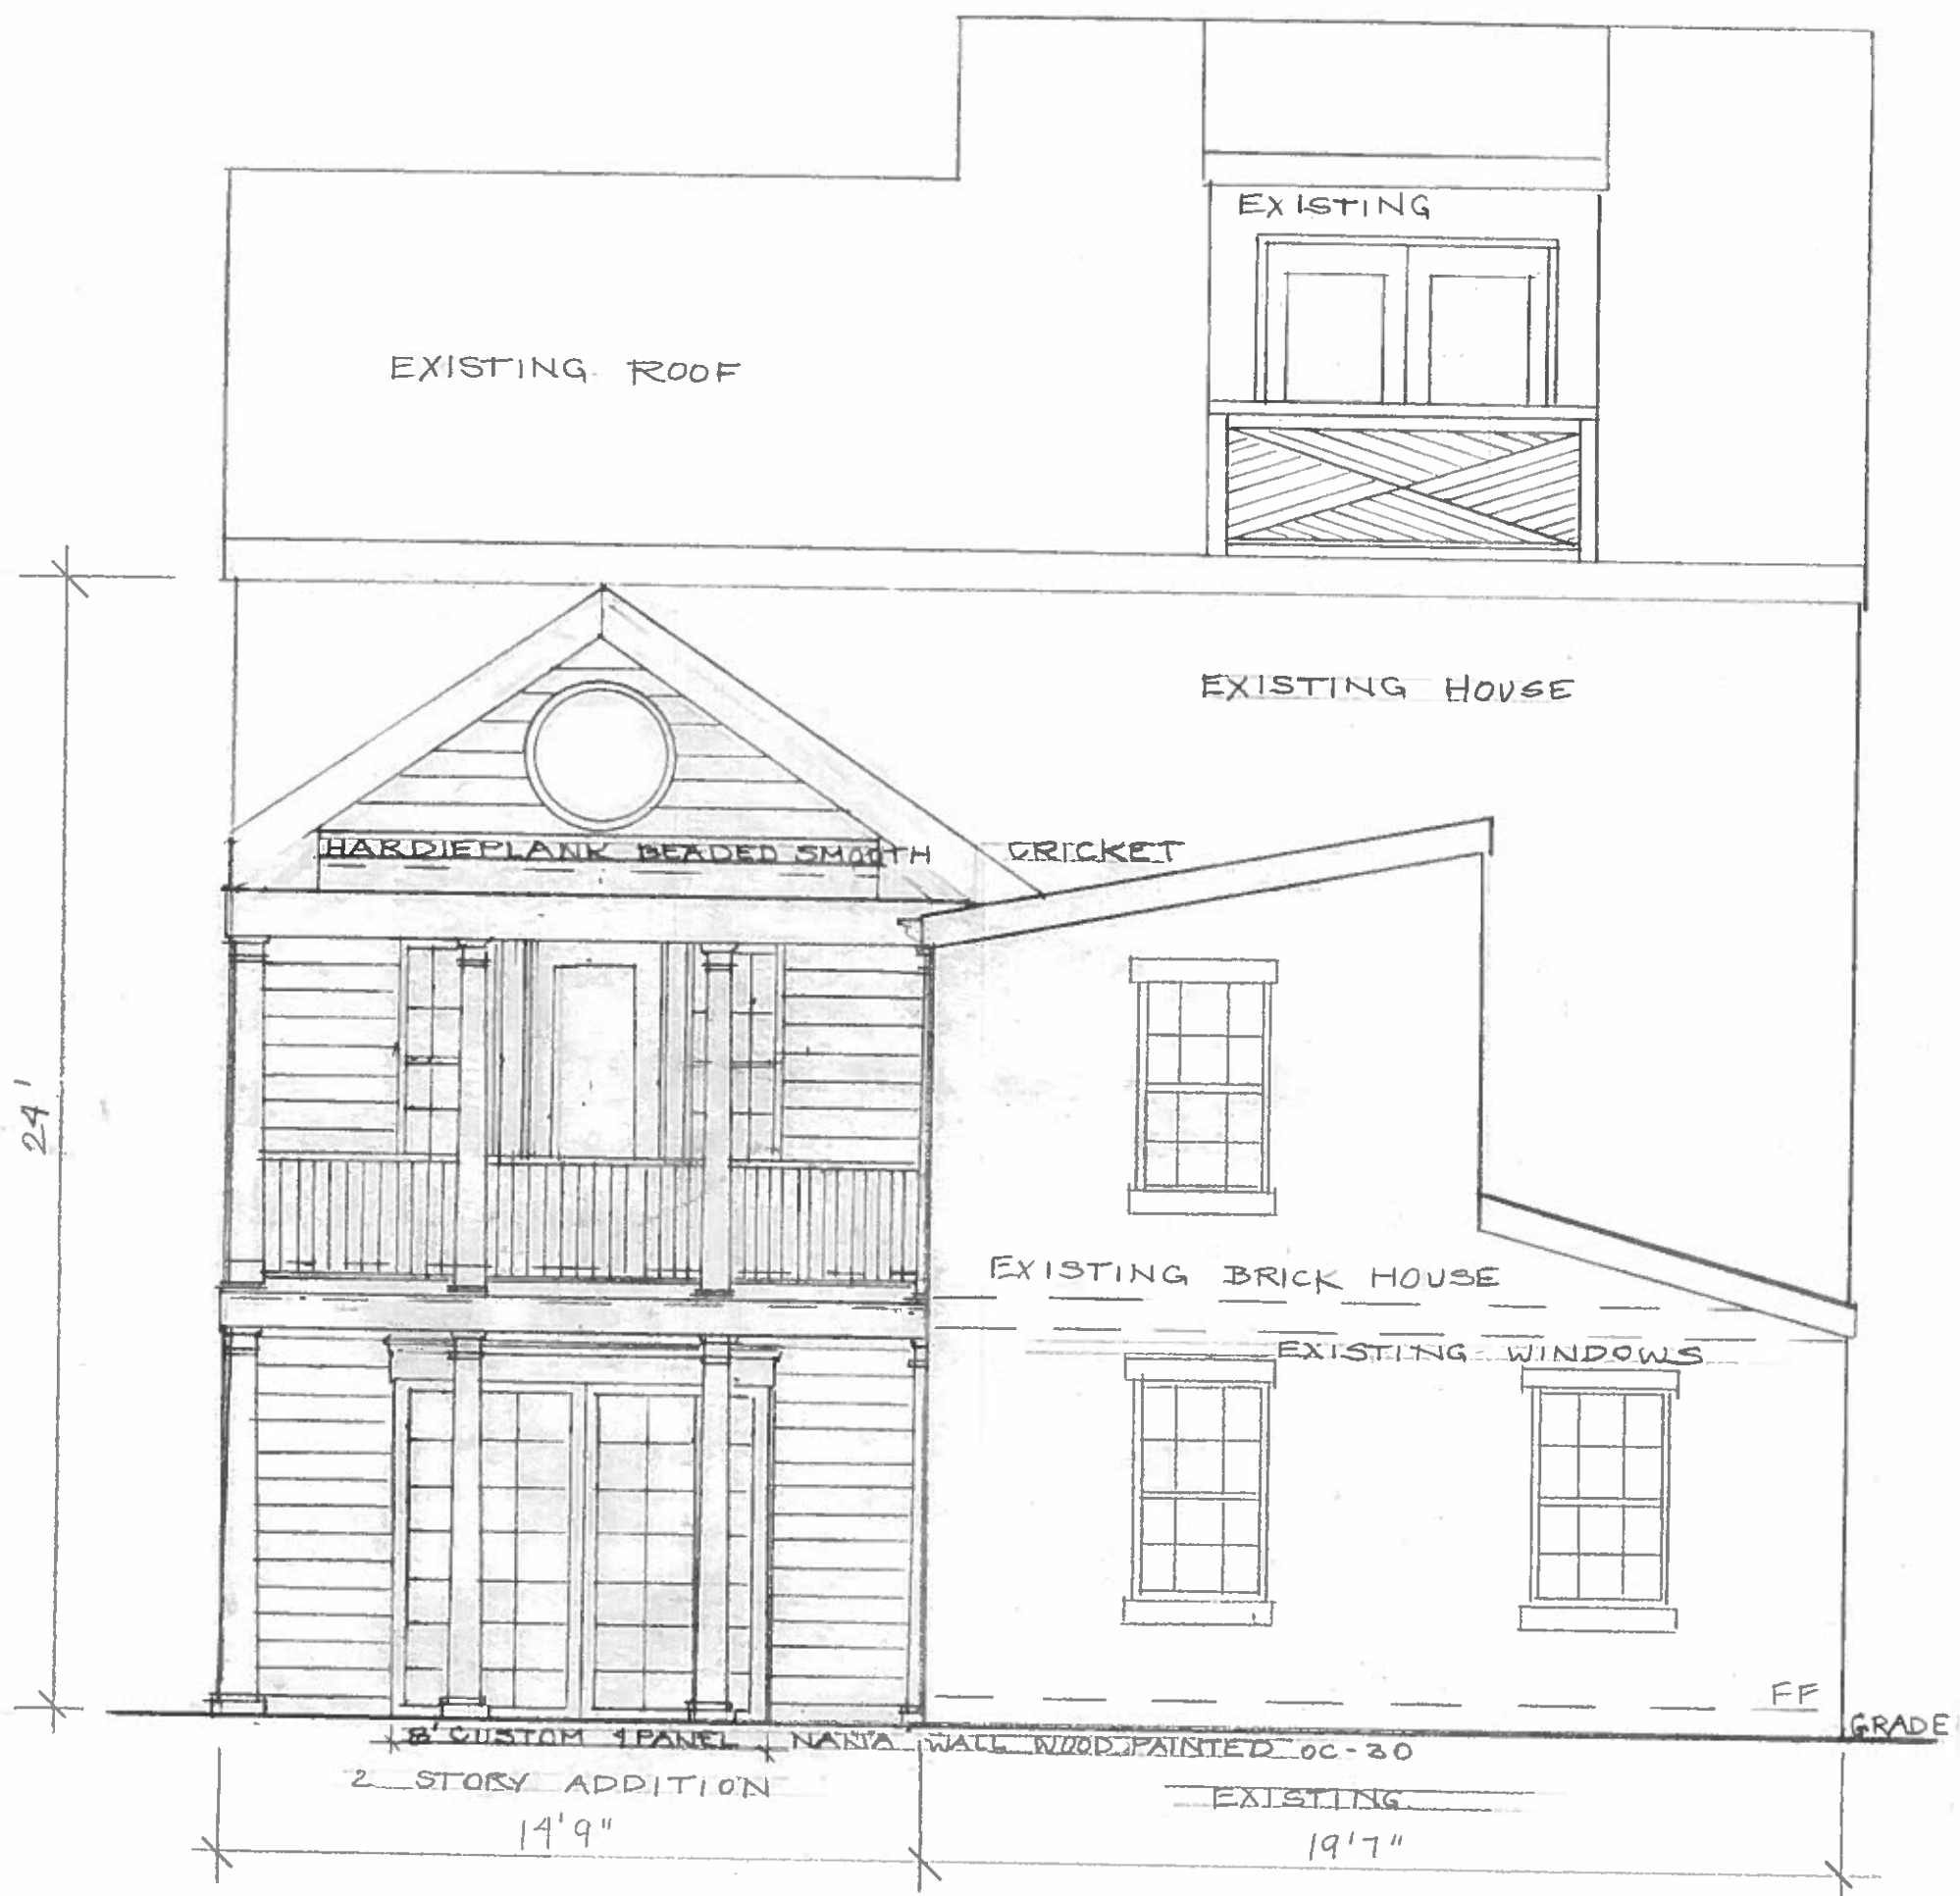 EXISTING
EXISTING ROOF
EXISTING HOUSE
HARDIEPLANK BEADED SMOOTH
CRICKET
24'
EXISTING BRICK HOUSE
EXISTING WINDOWS
FF
GRADE
8' CUSTOM 4 PANEL NANA WALL WOOD PAINTED OC-30
2 STORY ADDITION
EXISTING
14'9"
19'7"